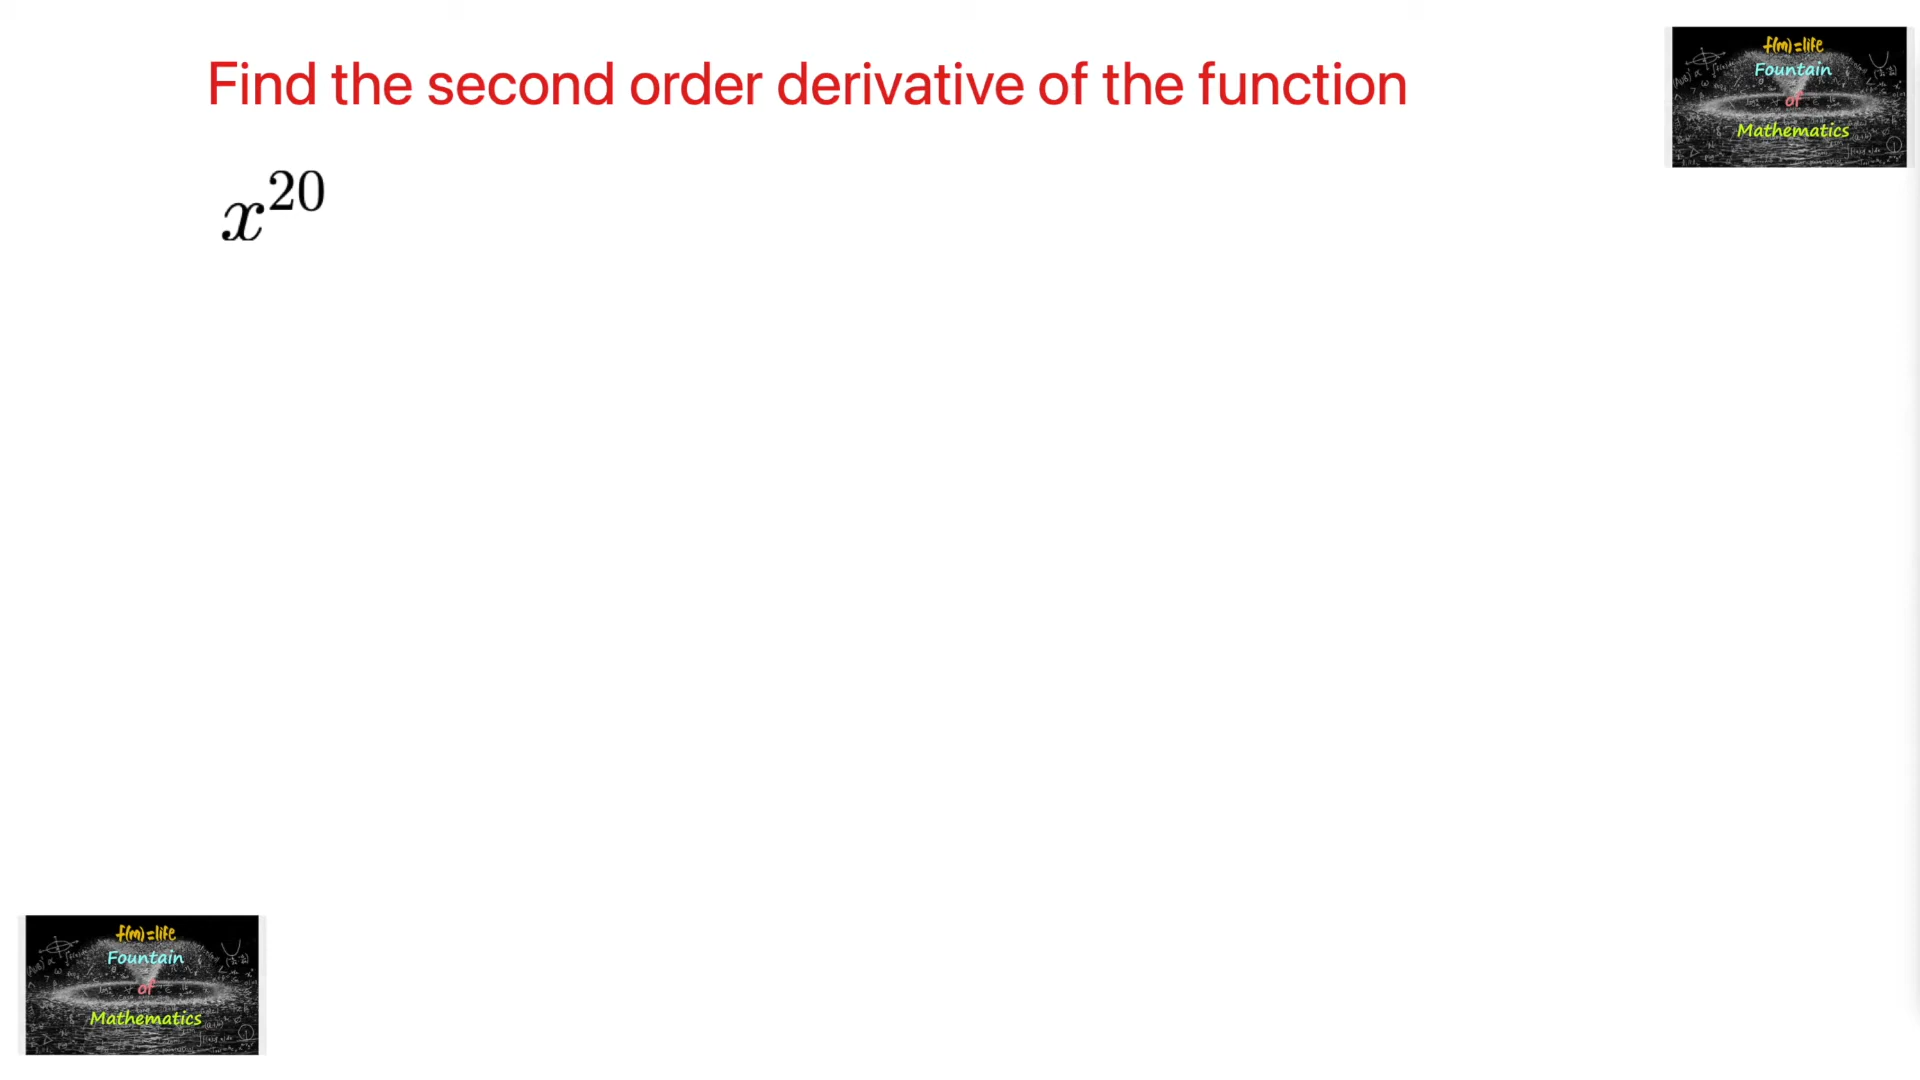 Find the second order derivative of the function
x^20
f(m)=life
Fountain
of
Mathematics
f(m)=life
Fountain
of
Mathematics